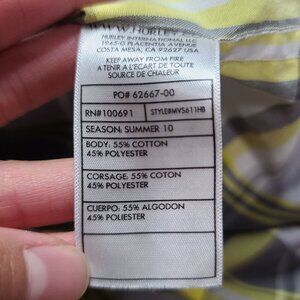 WWW.HURLEY
HURLEY INTERNATIONAL LLC
1945-G PLACENTIA AVENUE
COSTA MESA, CA 92627 USA
KEEP AWAY FROM FIRE
A TENIR A L'ECART DE TOUTE
SOURCE DE CHALEUR
PO# 62667-00
RN#100691 STYLE#MVS611HB
SEASON: SUMMER 10
BODY: 55% COTTON
45% POLYESTER
CORSAGE: 55% COTON
45% POLYESTER
CUERPO: 55% ALGODON
45% POLIESTER